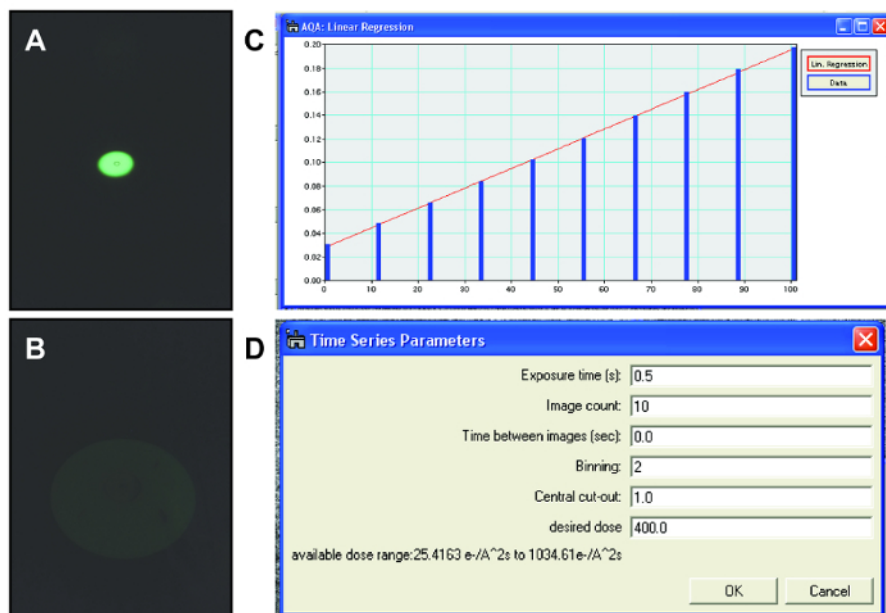 A
C
AQA: Linear Regression
0.20
0.18
0.16
0.14
0.12
0.10
0.08
0.06
0.04
0.02
0.00
0 10 20 30 40 50 60 70 80 90 100
Lin. Regression
Data
B
D
Time Series Parameters
Exposure time (s): 0.5
Image count: 10
Time between images (sec): 0.0
Binning: 2
Central cut-out: 1.0
desired dose 400.0
available dose range:25.4163 e-/A^2s to 1034.61e-/A^2s
OK Cancel